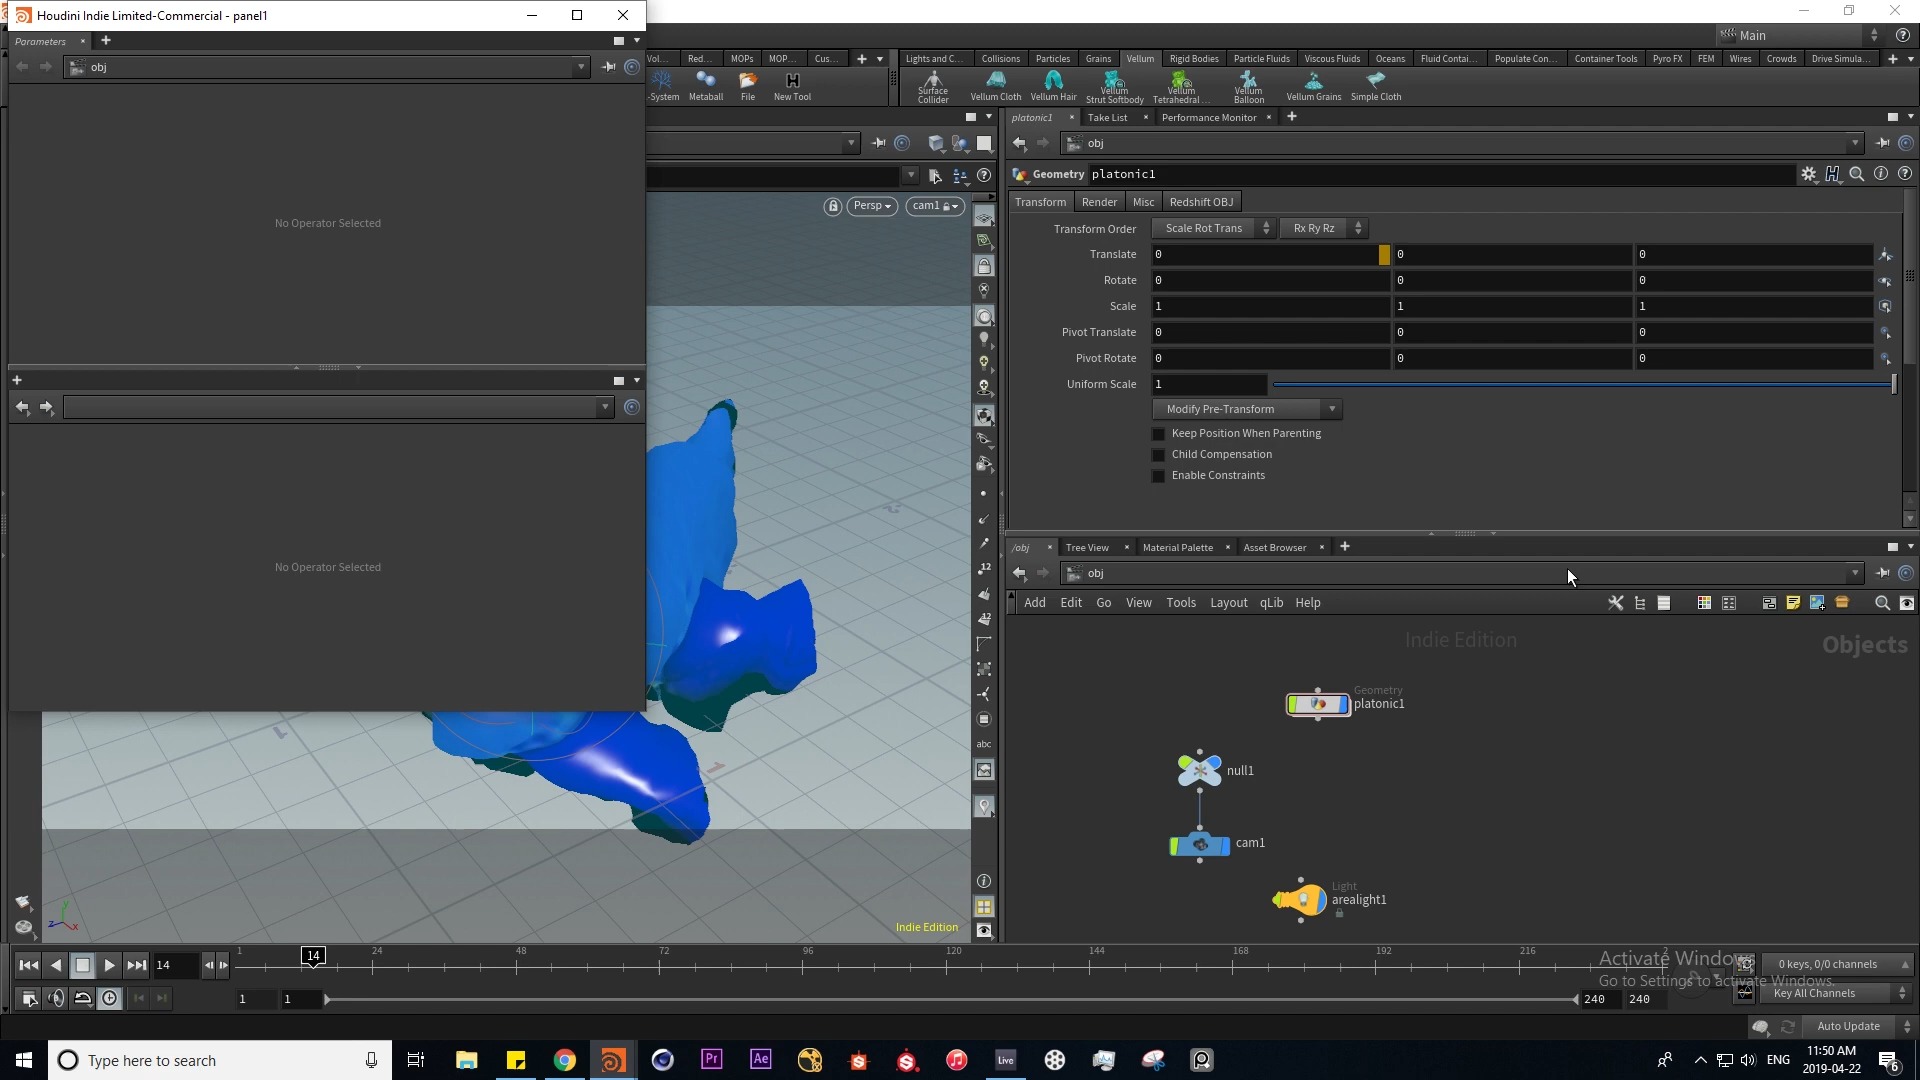 Houdini Indie Limited-Commercial - panel1
Parameters
obj
No Operator Selected
No Operator Selected
Main
Vol... Red... MOPs MOP... Cus...
Lights and C... Collisions Particles Grains Vellum Rigid Bodies Particle Fluids Viscous Fluids Oceans Fluid Contai... Populate Con... Container Tools Pyro FX FEM Wires Crowds Drive Simula...
-System Metaball File New Tool
Surface Collider
Vellum Cloth
Vellum Hair
Vellum Strut Softbody
Vellum Tetrahedral ...
Vellum Balloon
Vellum Grains
Simple Cloth
platonic1 Take List Performance Monitor
obj
Geometry platonic1
Transform Render Misc Redshift OBJ
Transform Order Scale Rot Trans Rx Ry Rz
Translate 0 0 0
Rotate 0 0 0
Scale 1 1 1
Pivot Translate 0 0 0
Pivot Rotate 0 0 0
Uniform Scale 1
Modify Pre-Transform
Keep Position When Parenting
Child Compensation
Enable Constraints
Persp cam1
12
12
abc
Indie Edition
/obj Tree View Material Palette Asset Browser
obj
Add Edit Go View Tools Layout qLib Help
Indie Edition Objects
Geometry
platonic1
null1
cam1
Light
arealight1
z y x
14
1 14 24 48 72 96 120 144 168 192 216 2
1 1 240 240
Activate Windows
Go to Settings to activate Windows.
0 keys, 0/0 channels
Key All Channels
Auto Update
Type here to search
Pr Ae Live
ENG
11:50 AM
2019-04-22
6